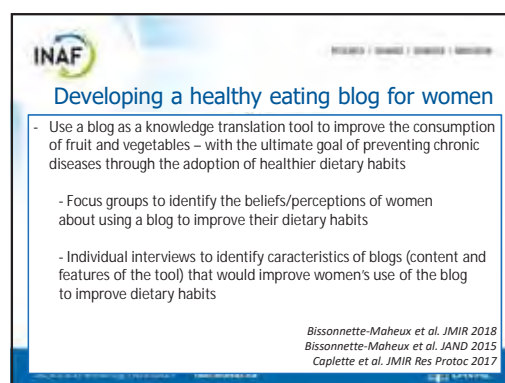 INAF
Developing a healthy eating blog for women
- Use a blog as a knowledge translation tool to improve the consumption
of fruit and vegetables – with the ultimate goal of preventing chronic
diseases through the adoption of healthier dietary habits
- Focus groups to identify the beliefs/perceptions of women
about using a blog to improve their dietary habits
- Individual interviews to identify caracteristics of blogs (content and
features of the tool) that would improve women's use of the blog
to improve dietary habits
Bissonnette-Maheux et al. JMIR 2018
Bissonnette-Maheux et al. JAND 2015
Caplette et al. JMIR Res Protoc 2017